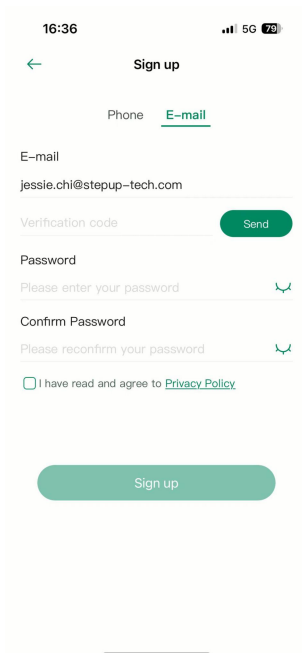 16:36
5G 79
Sign up
Phone E-mail
E-mail
jessie.chi@stepup-tech.com
Verification code Send
Password
Please enter your password
Confirm Password
Please reconfirm your password
I have read and agree to Privacy Policy
Sign up